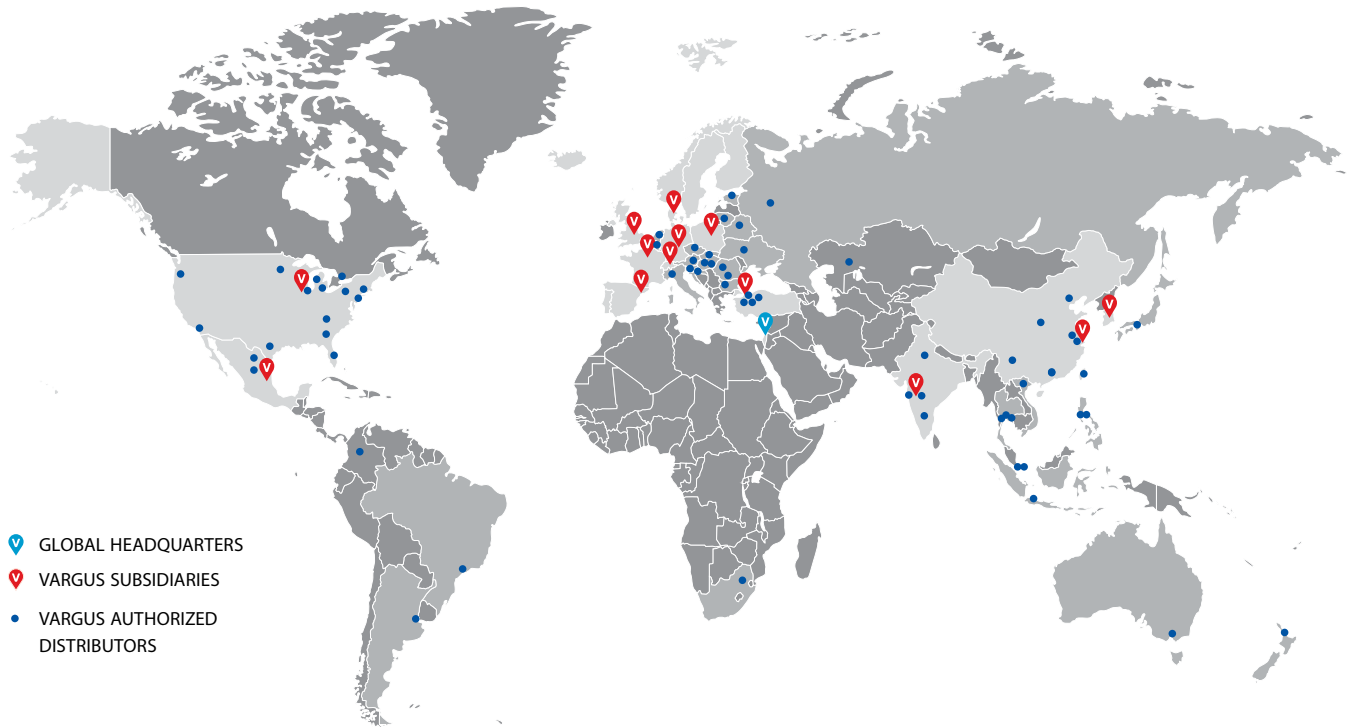 V
V
V
V
V
V
V
V
V
V
V
V
V
V
V GLOBAL HEADQUARTERS
V VARGUS SUBSIDIARIES
VARGUS AUTHORIZED
DISTRIBUTORS